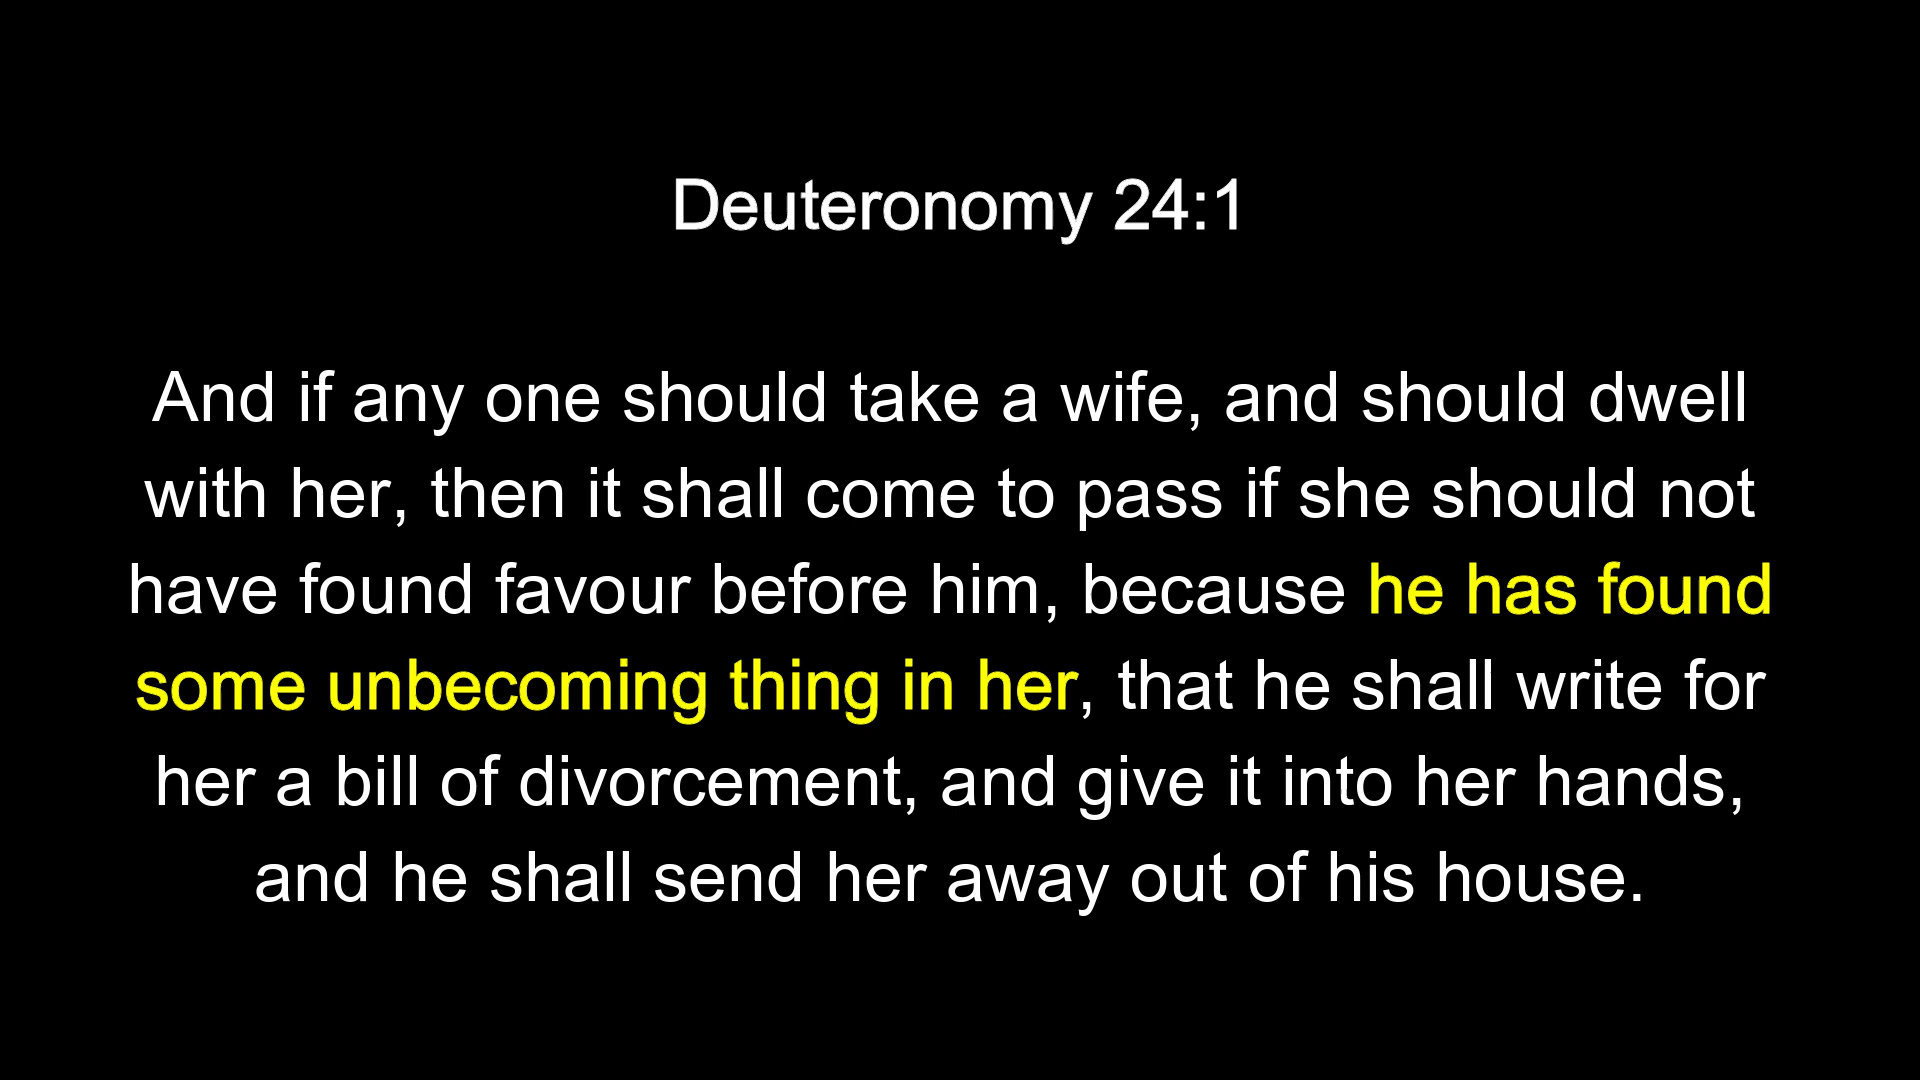 Deuteronomy 24:1
And if any one should take a wife, and should dwell
with her, then it shall come to pass if she should not
have found favour before him, because he has found
some unbecoming thing in her, that he shall write for
her a bill of divorcement, and give it into her hands,
and he shall send her away out of his house.